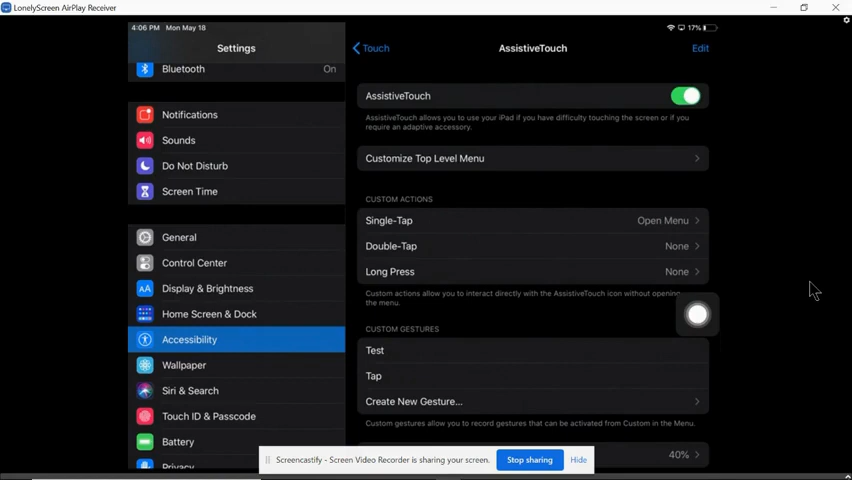 LonelyScreen AirPlay Receiver
4:06 PM Mon May 18
17%
Settings
Touch
AssistiveTouch
Edit
Bluetooth
On
Notifications
Sounds
Do Not Disturb
Screen Time
General
Control Center
AA
Display & Brightness
Home Screen & Dock
Accessibility
Wallpaper
Siri & Search
Touch ID & Passcode
Battery
Privacy
AssistiveTouch
AssistiveTouch allows you to use your iPad if you have difficulty touching the screen or if you
require an adaptive accessory.
Customize Top Level Menu
CUSTOM ACTIONS
Single-Tap
Open Menu
Double-Tap
None
Long Press
None
Custom actions allow you to interact directly with the AssistiveTouch icon without opening
the menu.
CUSTOM GESTURES
Test
Tap
Create New Gesture...
Custom gestures allow you to record gestures that can be activated from Custom in the Menu.
40%
Screencastify - Screen Video Recorder is sharing your screen.
Stop sharing
Hide